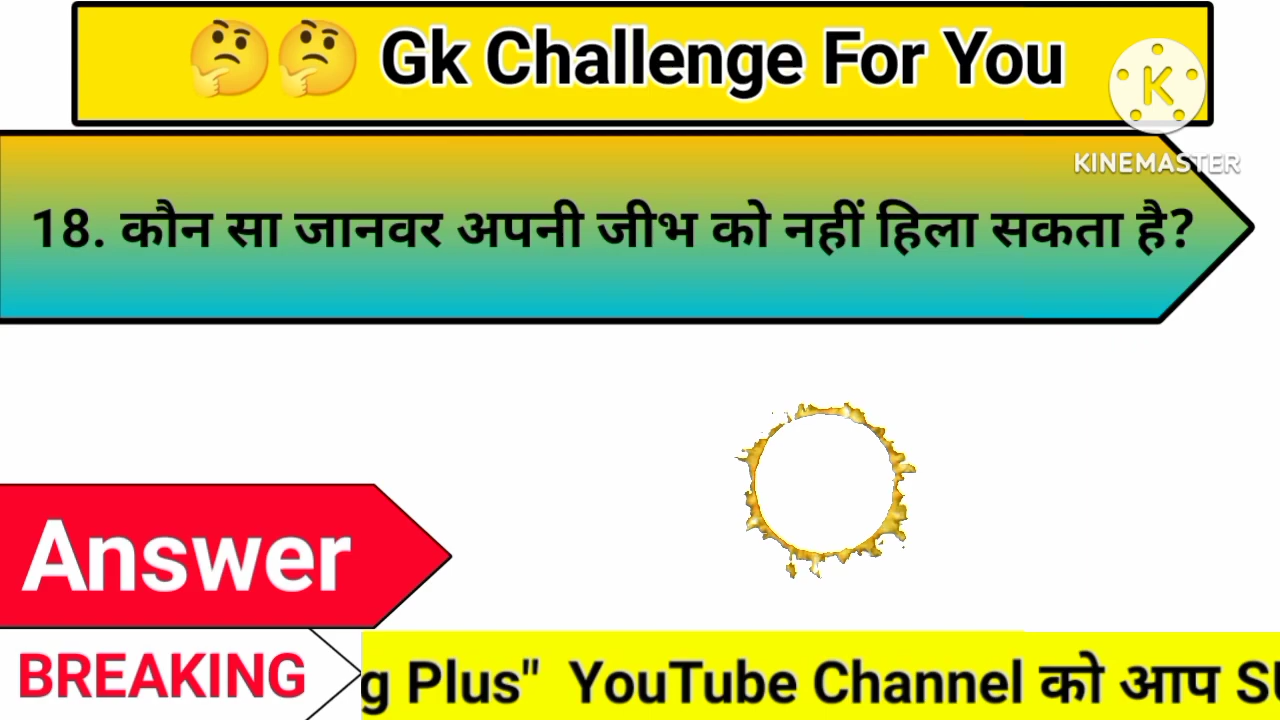 🤔🤔 Gk Challenge For You
KINEMASTER
18. कौन सा जानवर अपनी जीभ को नहीं हिला सकता है?
Answer
BREAKING
g Plus" YouTube Channel को आप